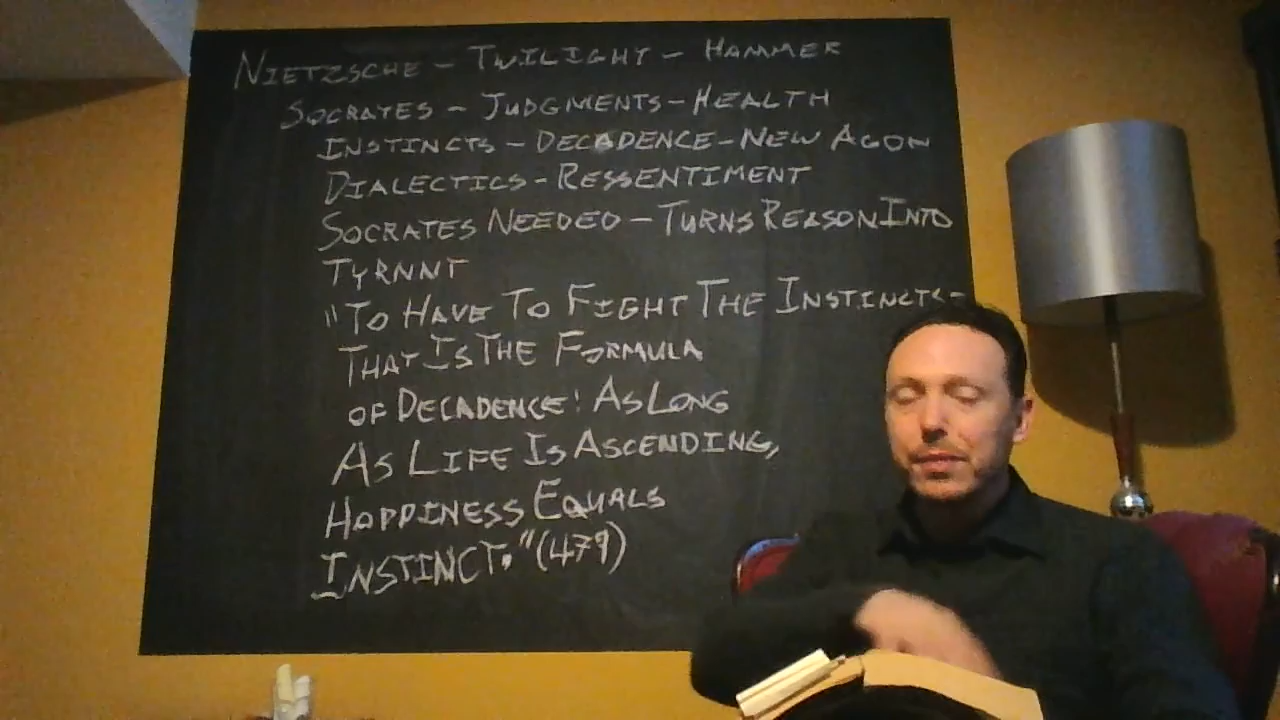 NIETZSCHE - TWILIGHT - HAMMER
SOCRATES - JUDGMENTS - HEALTH
INSTINCTS - DECADENCE - NEW AGON
DIALECTICS - RESSENTIMENT
SOCRATES NEEDED - TURNS REASON INTO
TYRNNT
"TO HAVE TO FIGHT THE INSTINCTS -
THAT IS THE FORMULA
OF DECADENCE: AS LONG
AS LIFE IS ASCENDING,
HAPPINESS EQUALS
INSTINCT." (479)